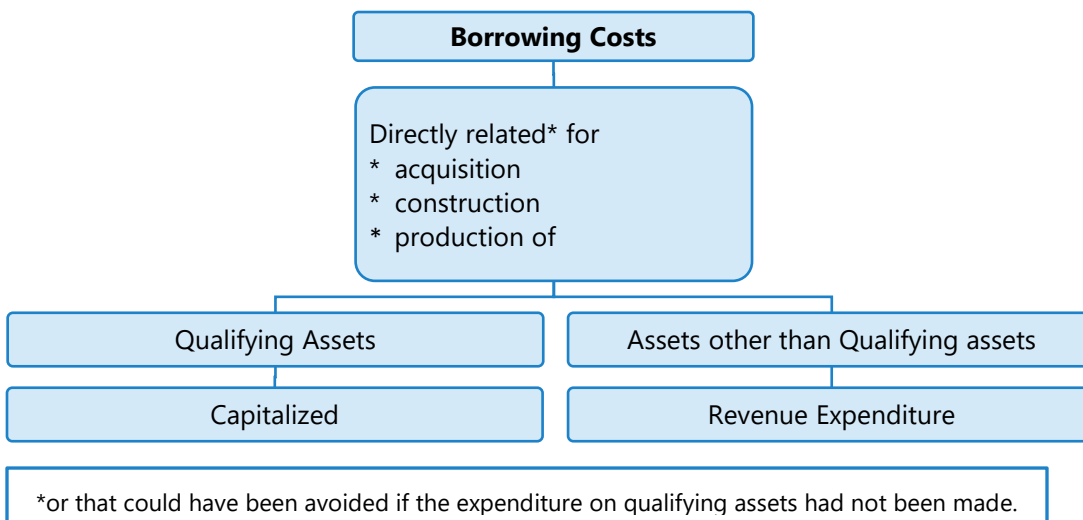 Borrowing Costs
Directly related* for
* acquisition
* construction
* production of
Qualifying Assets
Assets other than Qualifying assets
Capitalized
Revenue Expenditure
*or that could have been avoided if the expenditure on qualifying assets had not been made.